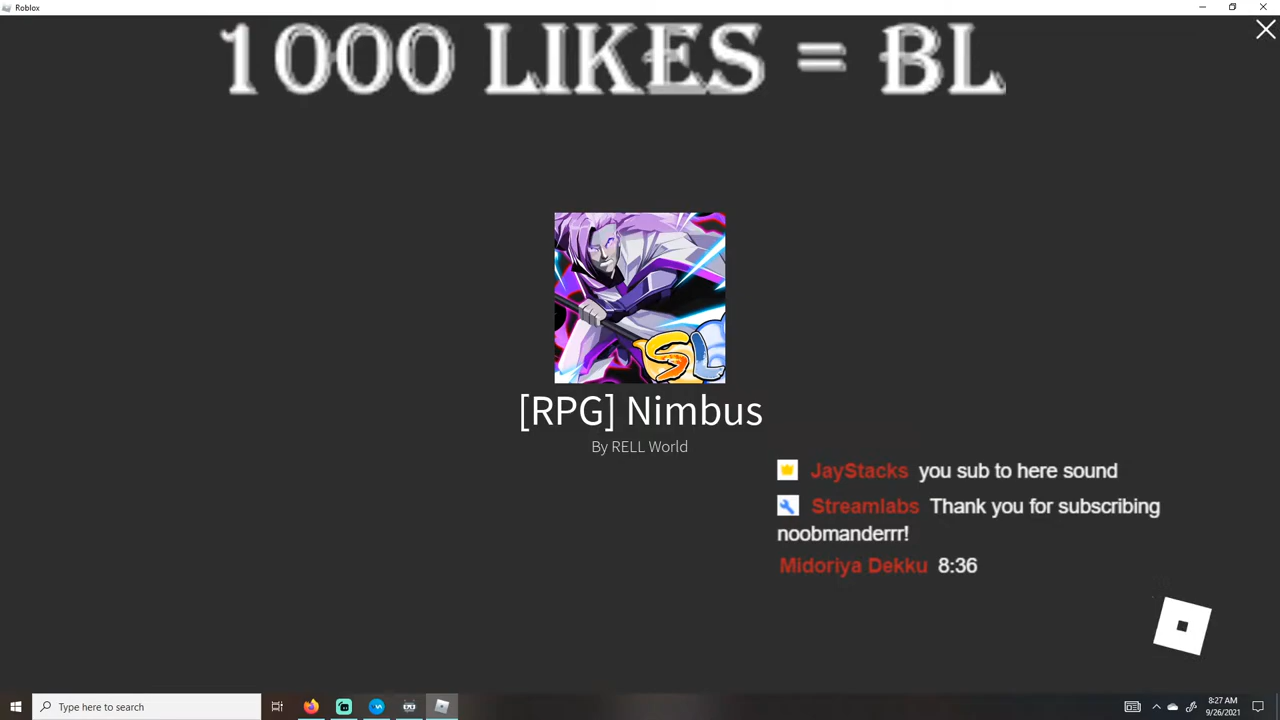 Roblox
1000 LIKES = BL
SL
[RPG] Nimbus
By RELL World
JayStacks you sub to here sound
Streamlabs Thank you for subscribing
noobmanderrr!
Midoriya Dekku 8:36
Type here to search
8:27 AM
9/26/2021